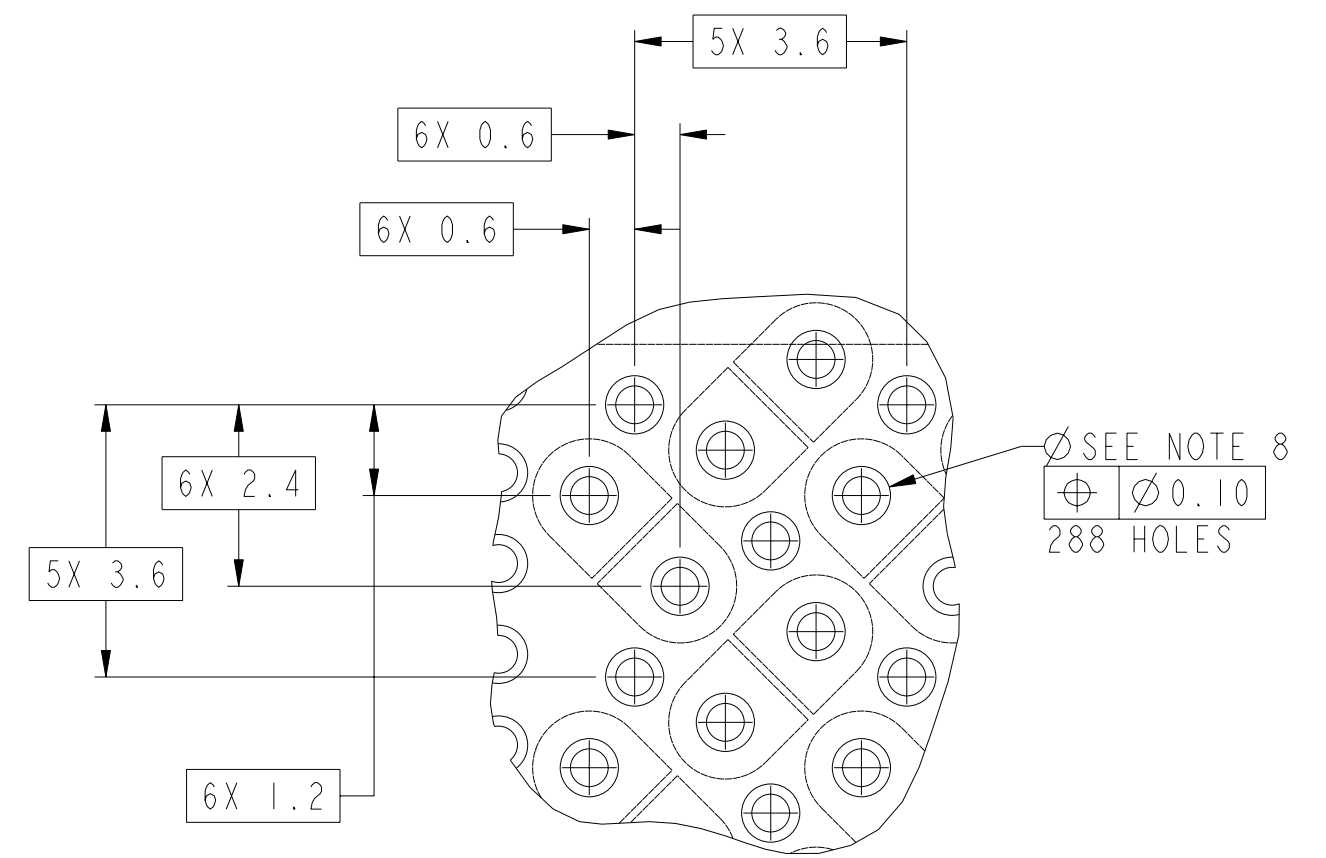 5X 3.6
6X 0.6
6X 0.6
⌀ SEE NOTE 8
⌖ ⌀0.10
288 HOLES
6X 2.4
5X 3.6
6X 1.2